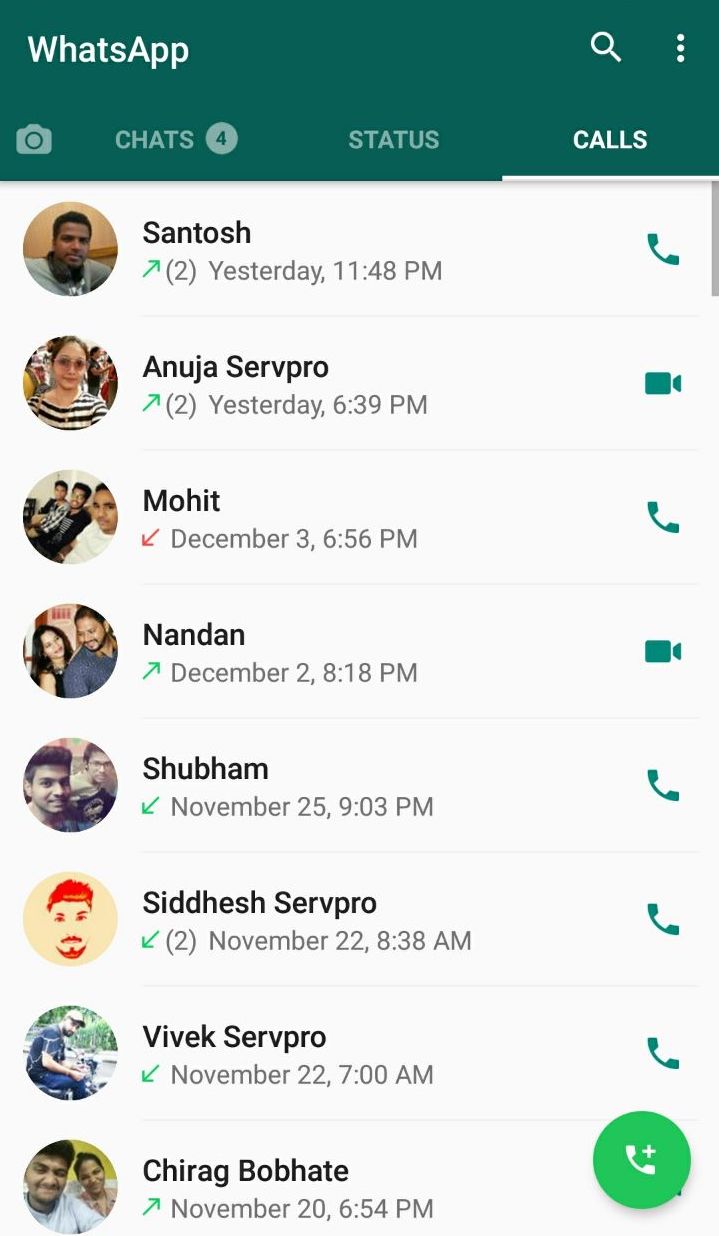 WhatsApp
CHATS 4 STATUS CALLS
Santosh
(2) Yesterday, 11:48 PM
Anuja Servpro
(2) Yesterday, 6:39 PM
Mohit
December 3, 6:56 PM
Nandan
December 2, 8:18 PM
Shubham
November 25, 9:03 PM
Siddhesh Servpro
(2) November 22, 8:38 AM
Vivek Servpro
November 22, 7:00 AM
Chirag Bobhate
November 20, 6:54 PM